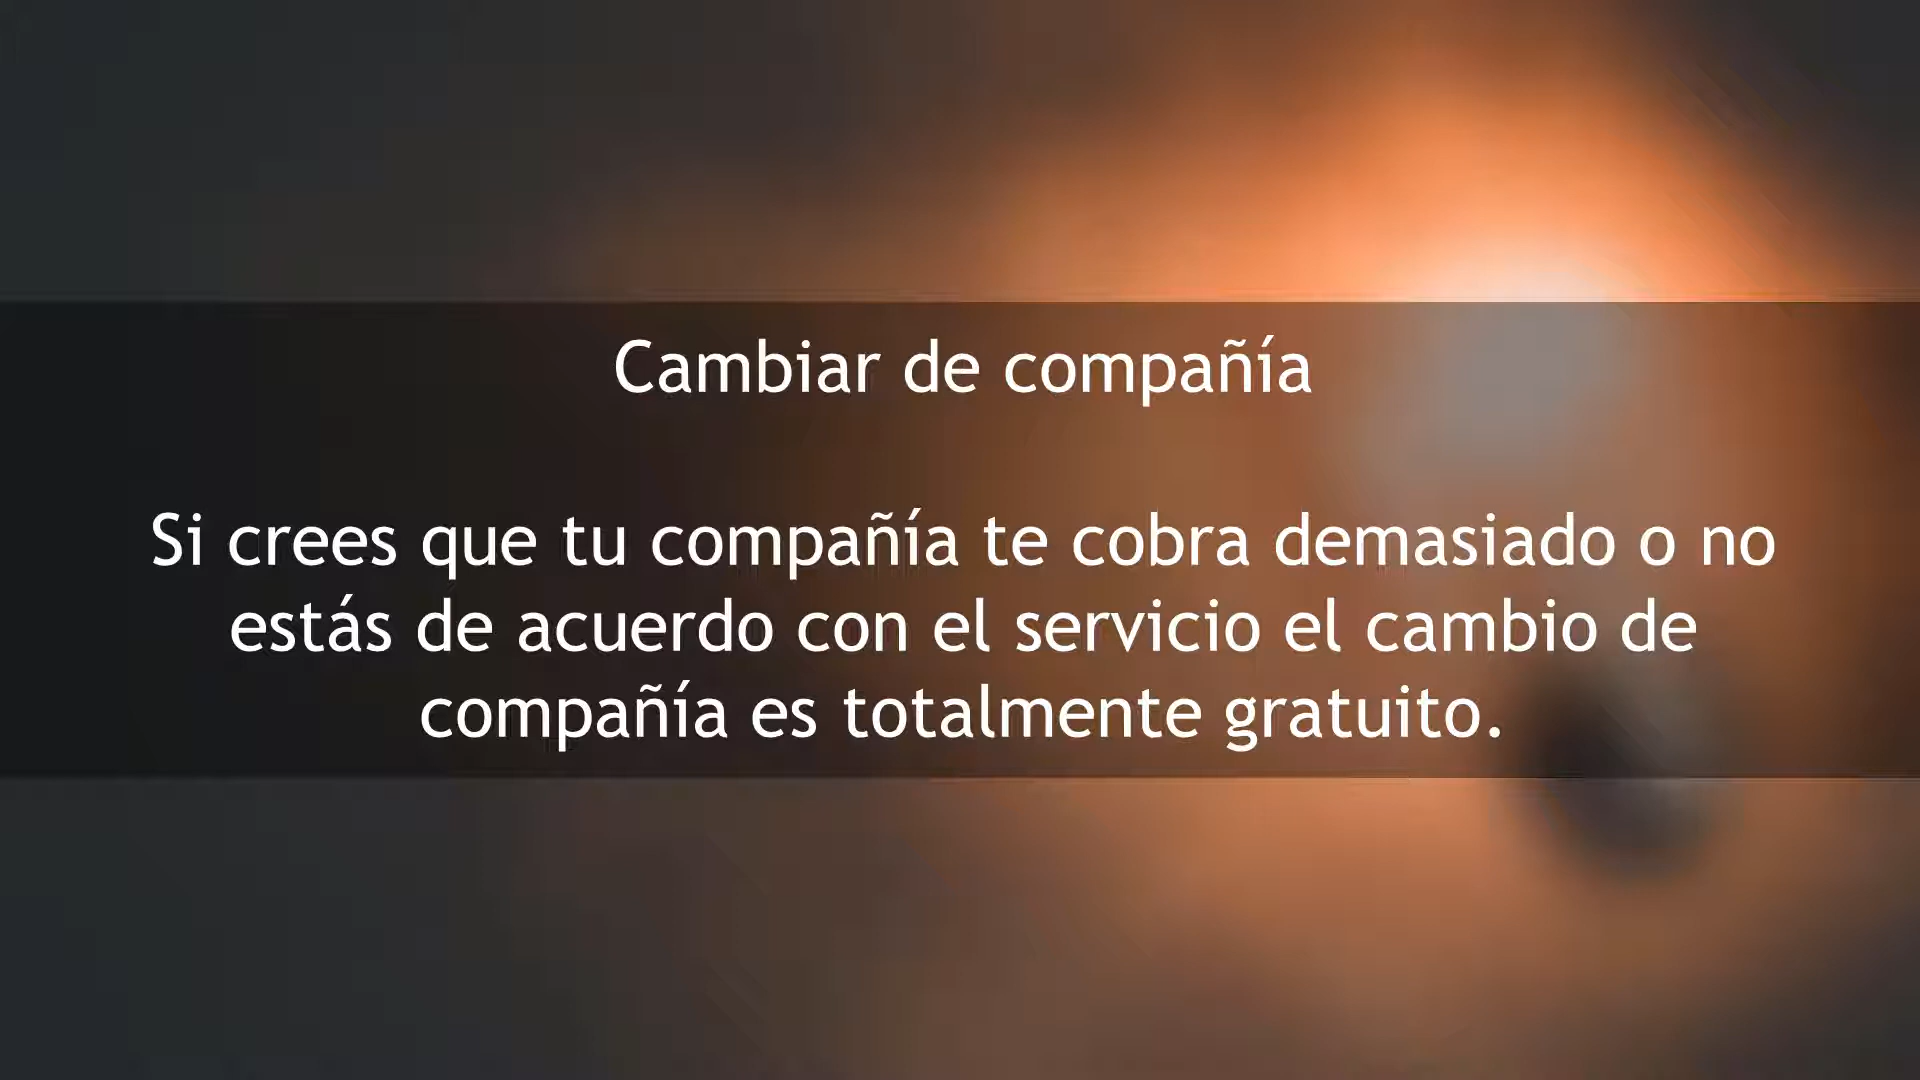 Cambiar de compañía
Si crees que tu compañía te cobra demasiado o no
estás de acuerdo con el servicio el cambio de
compañía es totalmente gratuito.